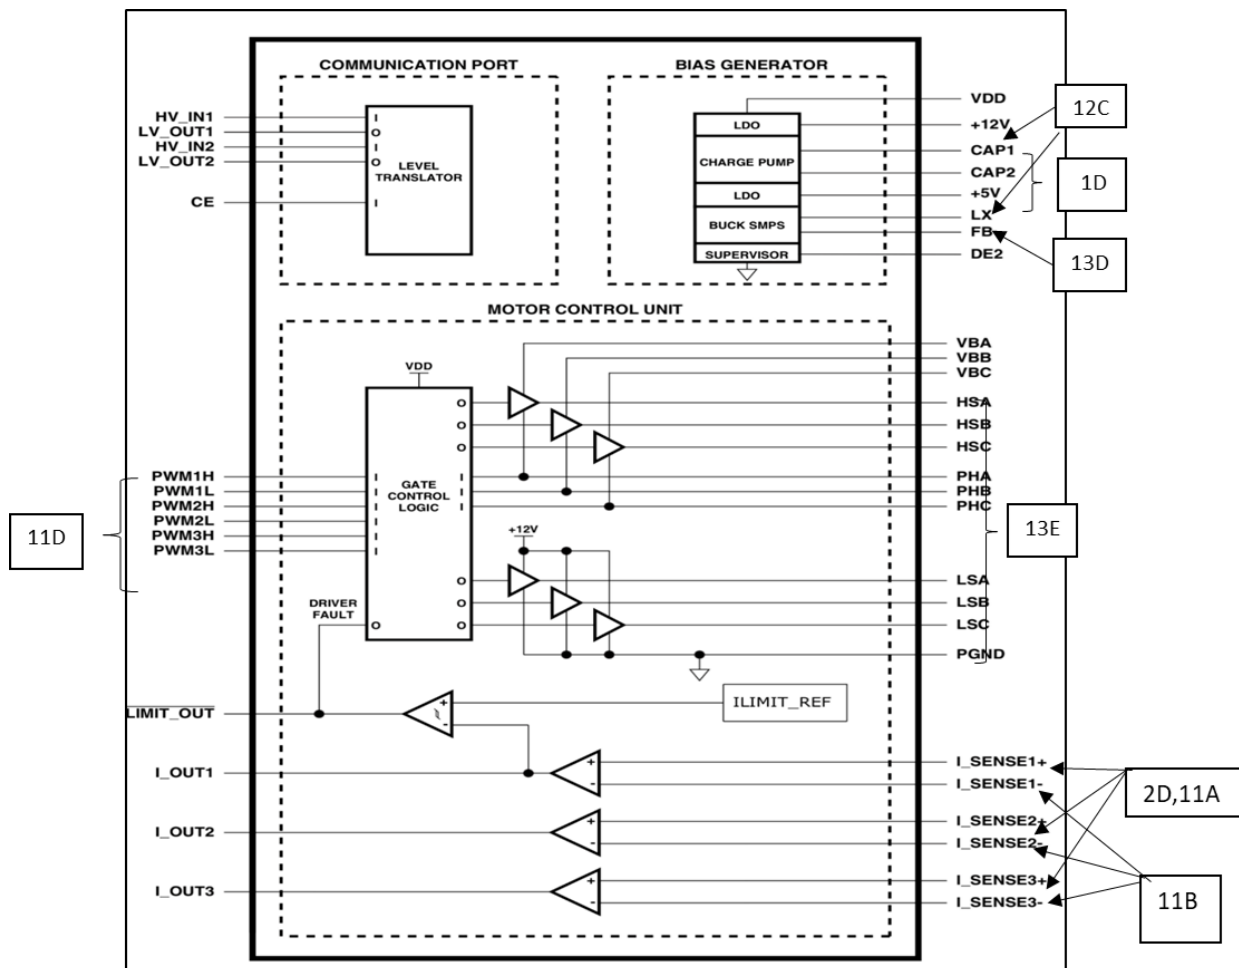 COMMUNICATION PORT
BIAS GENERATOR
HV_IN1
LV_OUT1
HV_IN2
LV_OUT2
CE
I
O
I
O
I
LEVEL
TRANSLATOR
LDO
CHARGE PUMP
LDO
BUCK SMPS
SUPERVISOR
VDD
+12V
CAP1
CAP2
+5V
LX
FB
DE2
12C
1D
13D
MOTOR CONTROL UNIT
VDD
VBA
VBB
VBC
HSA
HSB
HSC
PHA
PHB
PHC
LSA
LSB
LSC
PGND
13E
11D
PWM1H
PWM1L
PWM2H
PWM2L
PWM3H
PWM3L
I
I
I
I
I
I
GATE
CONTROL
LOGIC
O
O
O
I
I
I
O
O
O
O
+12V
DRIVER
FAULT
LIMIT_OUT
+
-
ILIMIT_REF
I_OUT1
+
-
I_SENSE1+
I_SENSE1-
I_OUT2
+
-
I_SENSE2+
I_SENSE2-
I_OUT3
+
-
I_SENSE3+
I_SENSE3-
2D,11A
11B